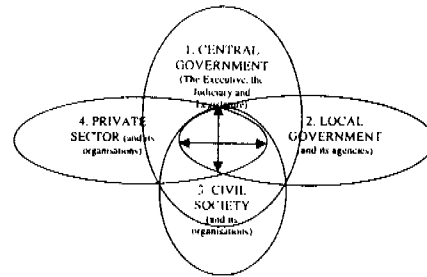 1. CENTRAL
GOVERNMENT
(The Executive, the
Judiciary and
Legislature)
4. PRIVATE
SECTOR (and its
organisations)
2. LOCAL
GOVERNMENT
and its agencies)
3 CIVIL
SOCIETY
(and its
organisations)